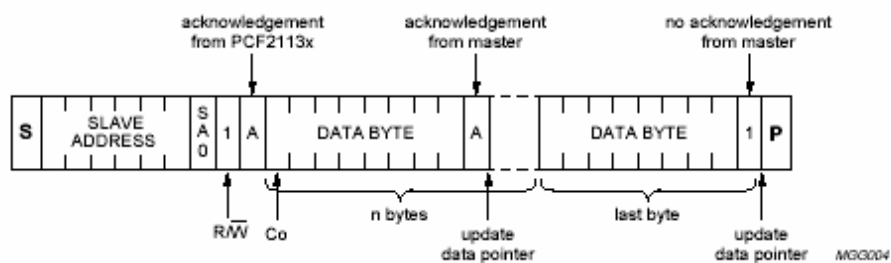 acknowledgement
from PCF2113x
acknowledgement
from master
no acknowledgement
from master
S
SLAVE
ADDRESS
S
A
0
1
A
DATA BYTE
A
DATA BYTE
1
P
R/W̅
Co
n bytes
update
data pointer
last byte
update
data pointer
MGG004